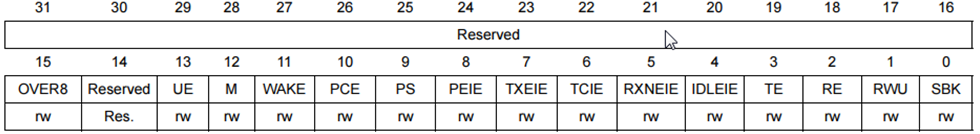 31 30 29 28 27 26 25 24 23 22 21 20 19 18 17 16
Reserved
15 14 13 12 11 10 9 8 7 6 5 4 3 2 1 0
OVER8 Reserved UE M WAKE PCE PS PEIE TXEIE TCIE RXNEIE IDLEIE TE RE RWU SBK
rw Res. rw rw rw rw rw rw rw rw rw rw rw rw rw rw